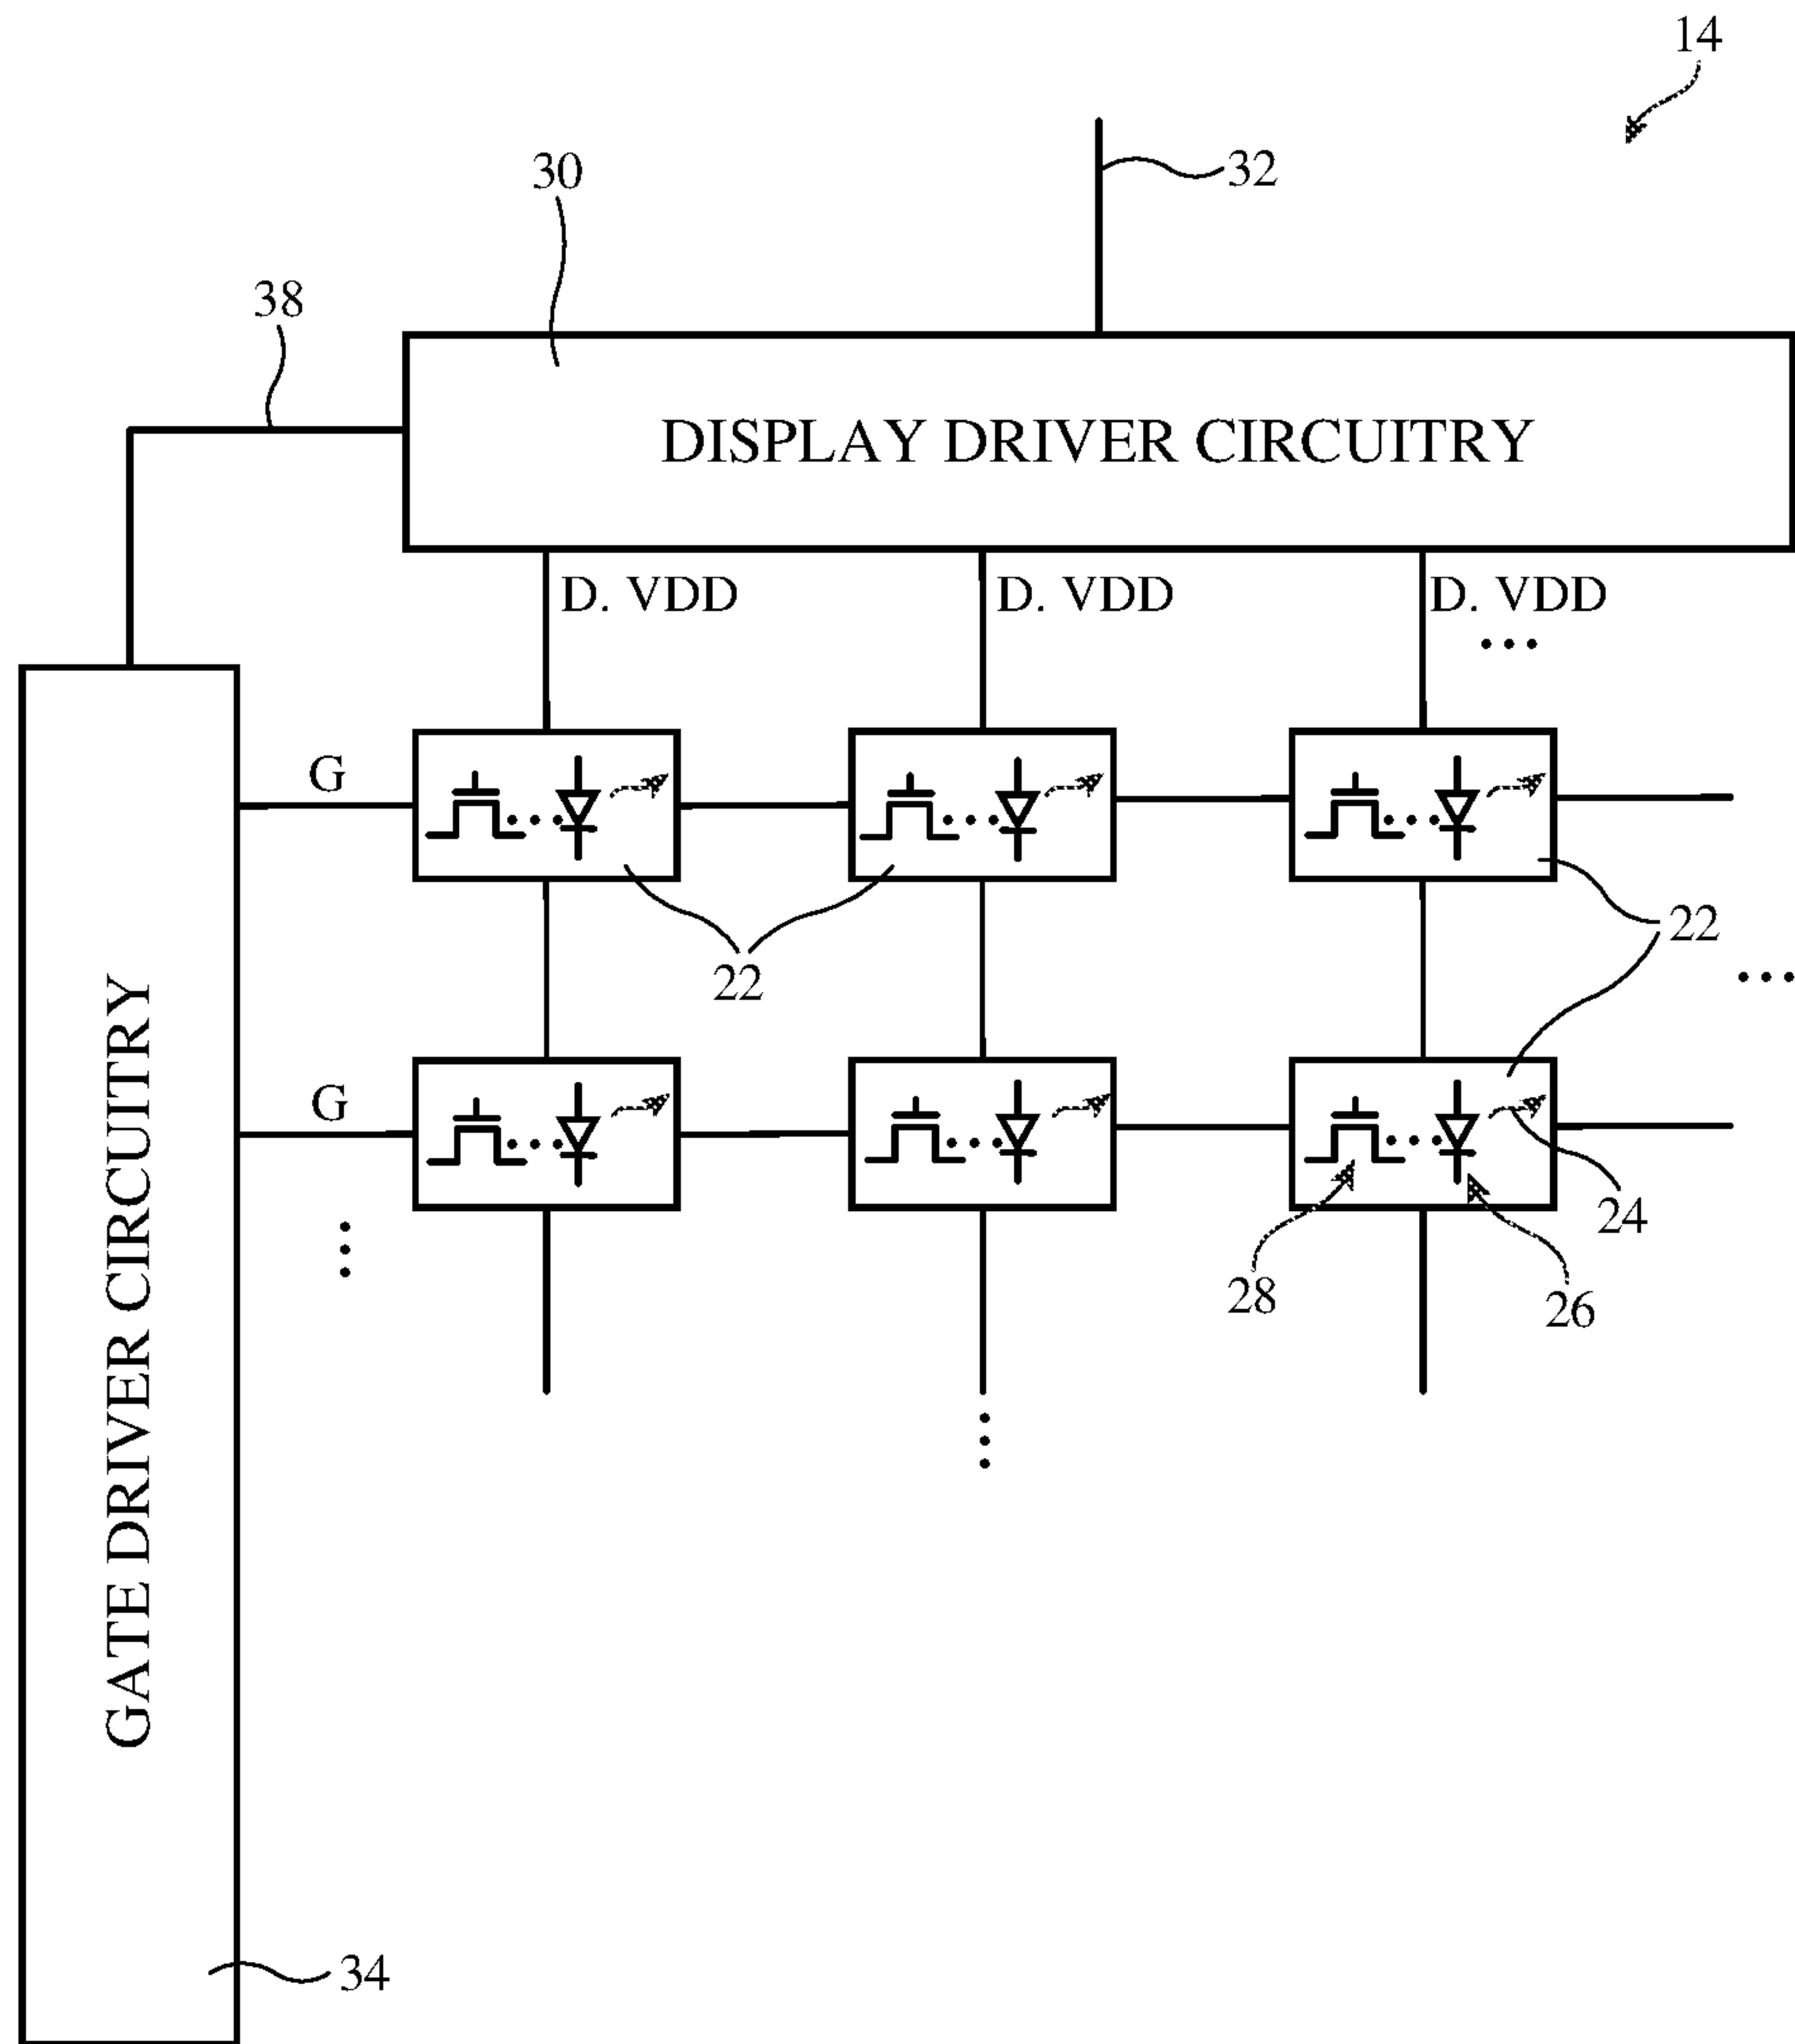 14
32
30
38
DISPLAY DRIVER CIRCUITRY
D. VDD D. VDD D. VDD
G
22
22
G
24
28
26
GATE DRIVER CIRCUITRY
34